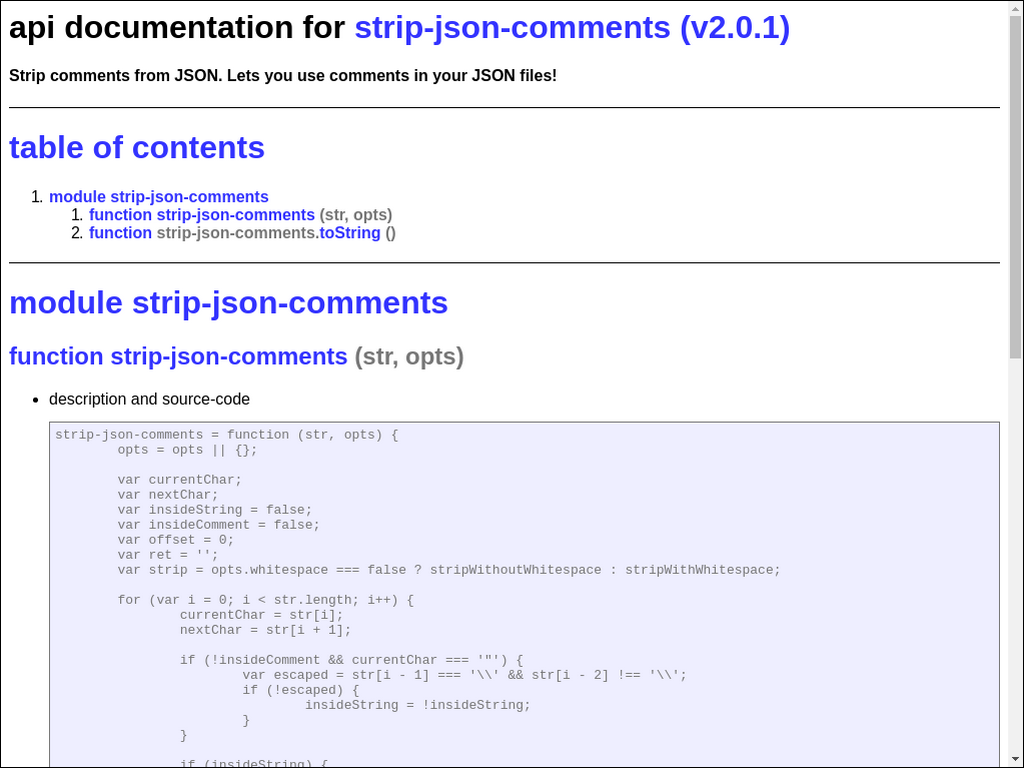 api documentation for strip-json-comments (v2.0.1)
Strip comments from JSON. Lets you use comments in your JSON files!
table of contents
1. module strip-json-comments
1. function strip-json-comments (str, opts)
2. function strip-json-comments.toString ()
module strip-json-comments
function strip-json-comments (str, opts)
• description and source-code
strip-json-comments = function (str, opts) {
opts = opts || {};
var currentChar;
var nextChar;
var insideString = false;
var insideComment = false;
var offset = 0;
var ret = '';
var strip = opts.whitespace === false ? stripWithoutWhitespace : stripWithWhitespace;
for (var i = 0; i < str.length; i++) {
currentChar = str[i];
nextChar = str[i + 1];
if (!insideComment && currentChar === '"') {
var escaped = str[i - 1] === '\\' && str[i - 2] !== '\\';
if (!escaped) {
insideString = !insideString;
}
}
if (insideString) {